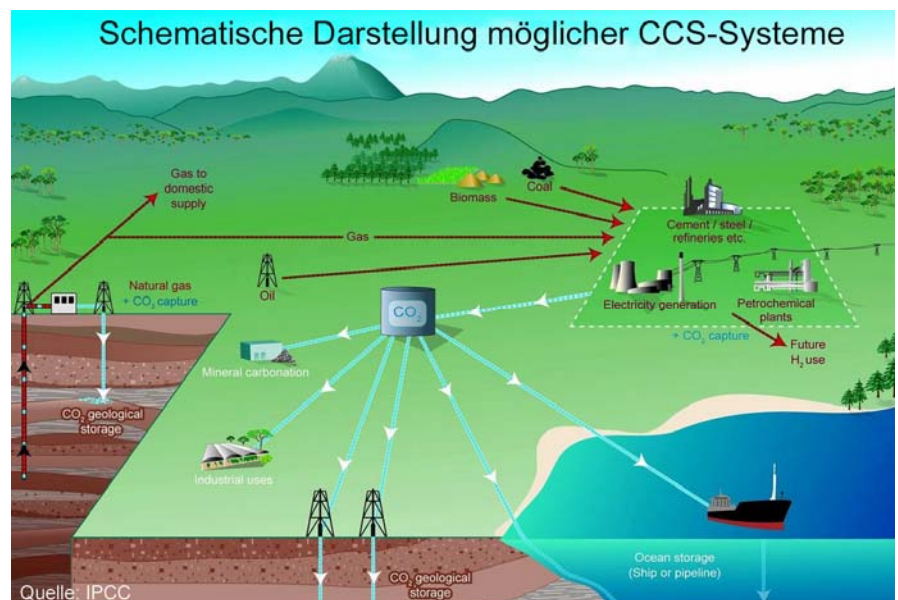 Schematische Darstellung möglicher CCS-Systeme
Gas to
domestic
supply
Biomass
Coal
Cement / steel /
refineries etc.
Gas
Oil
Natural gas
+ CO₂ capture
Electricity generation
Petrochemical
plants
+ CO₂ capture
Future
H₂ use
CO₂
Mineral carbonation
CO₂ geological
storage
Industrial uses
Ocean storage
(Ship or pipeline)
CO₂ geological
storage
Quelle: IPCC